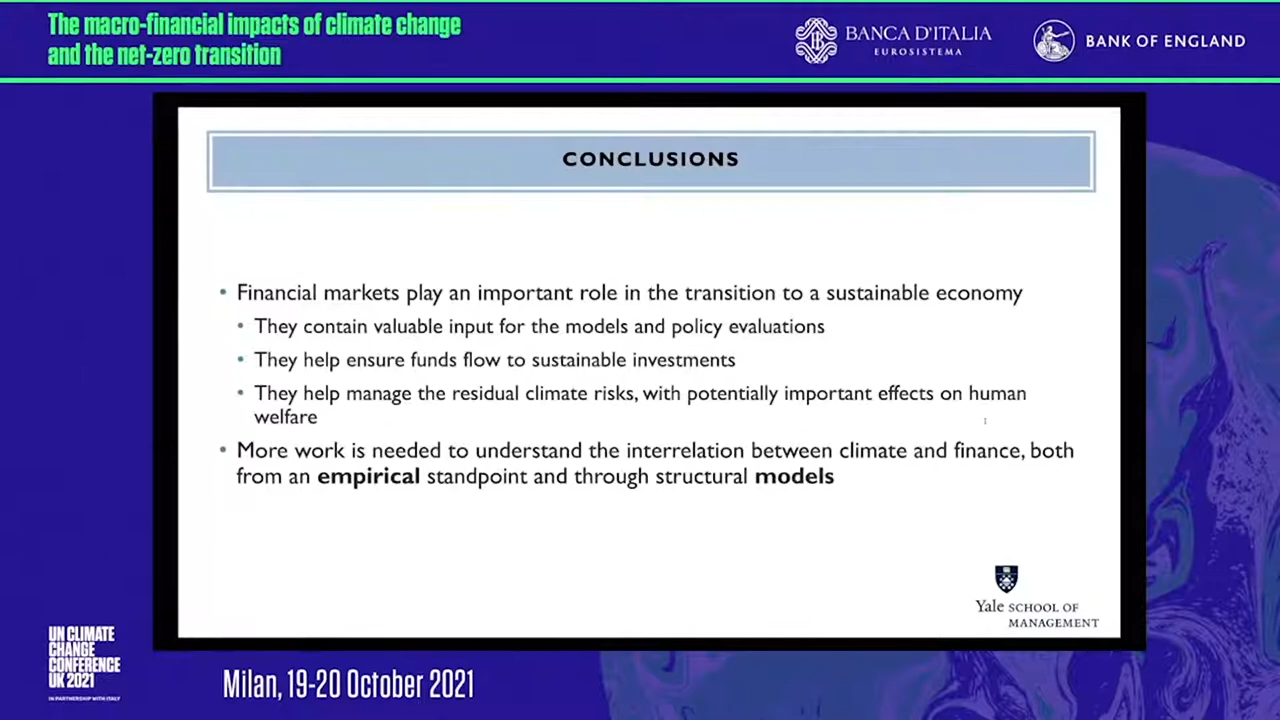 The macro-financial impacts of climate change
and the net-zero transition
BANCA D'ITALIA
EUROSISTEMA
BANK OF ENGLAND
CONCLUSIONS
• Financial markets play an important role in the transition to a sustainable economy
• They contain valuable input for the models and policy evaluations
• They help ensure funds flow to sustainable investments
• They help manage the residual climate risks, with potentially important effects on human
welfare
• More work is needed to understand the interrelation between climate and finance, both
from an empirical standpoint and through structural models
Yale SCHOOL OF
MANAGEMENT
UN CLIMATE
CHANGE
CONFERENCE
UK 2021
IN PARTNERSHIP WITH ITALY
Milan, 19-20 October 2021